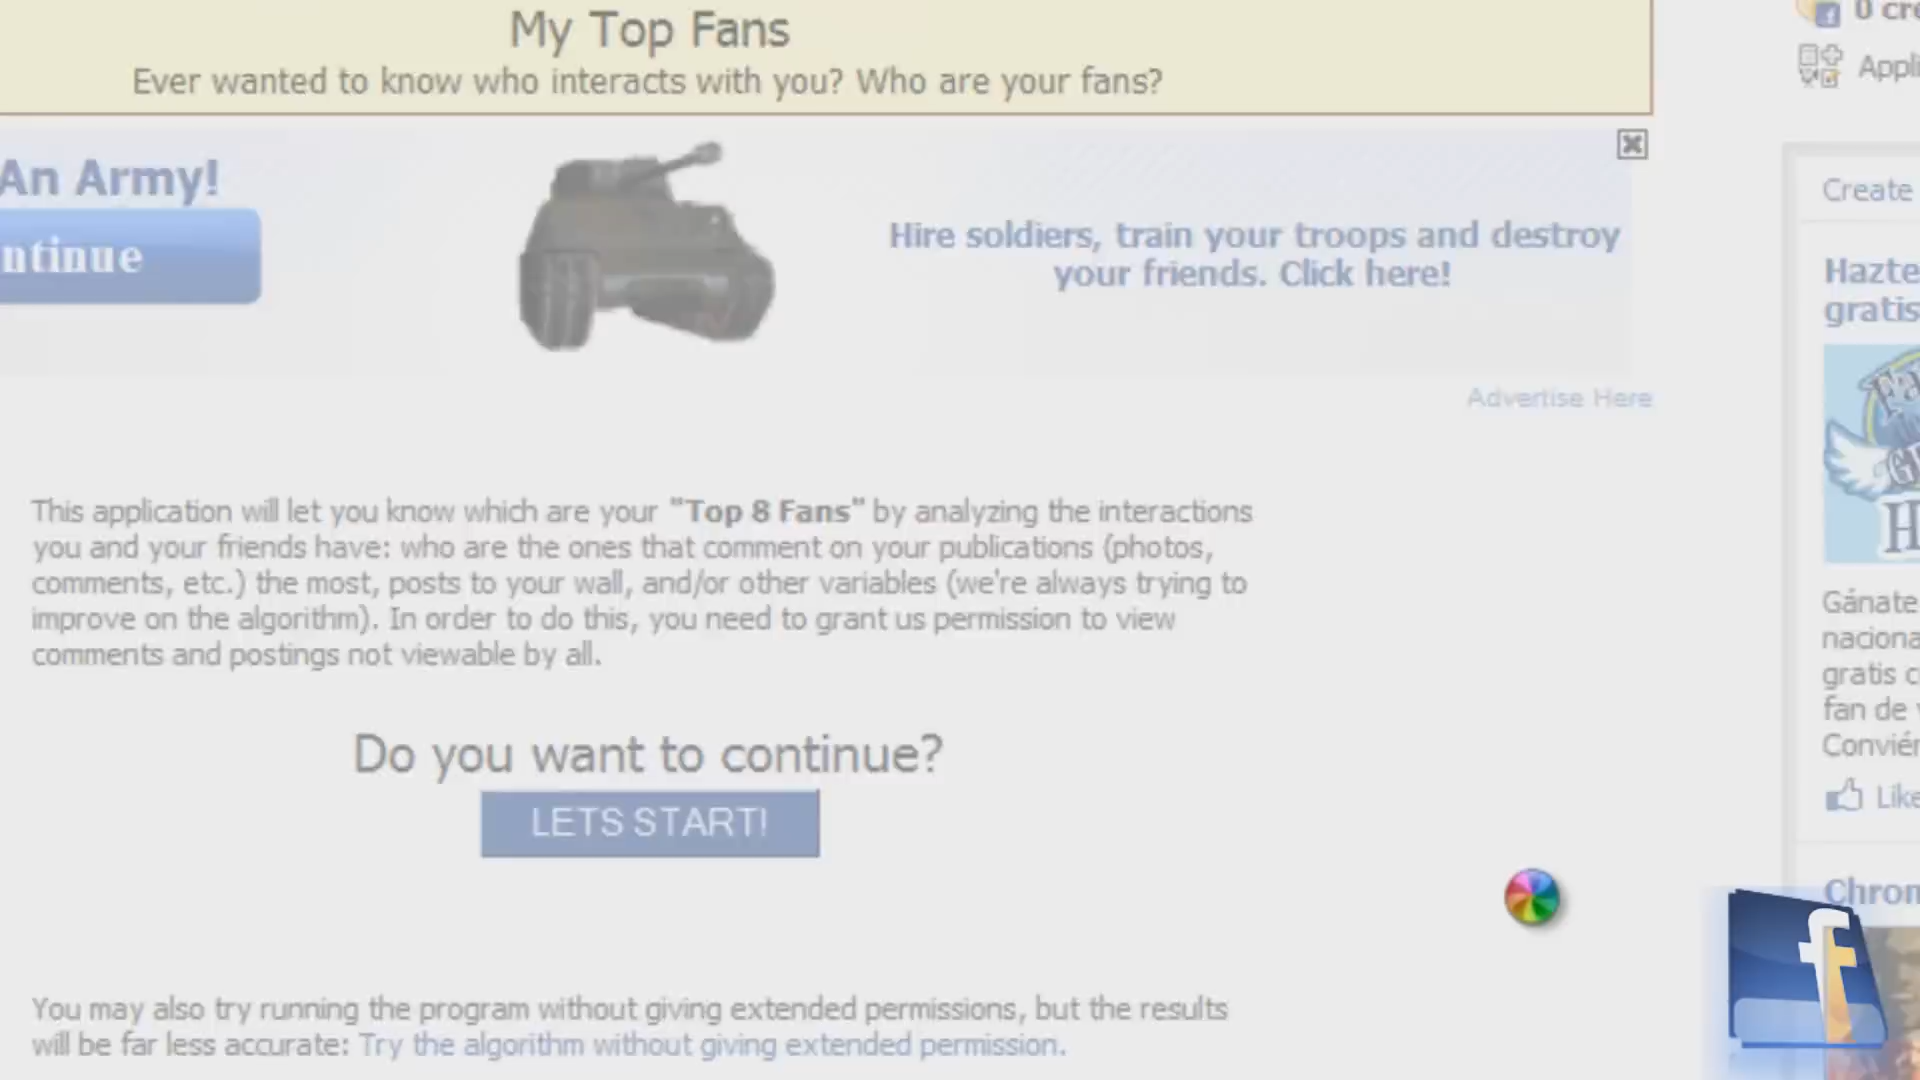 My Top Fans
Ever wanted to know who interacts with you? Who are your fans?
0
An Army!
Hire soldiers, train your troops and destroy
your friends. Click here!
Advertise Here
Create
Hazte
gratis
This application will let you know which are your "Top 8 Fans" by analyzing the interactions
you and your friends have: who are the ones that comment on your publications (photos,
comments, etc.) the most, posts to your wall, and/or other variables (we're always trying to
improve on the algorithm). In order to do this, you need to grant us permission to view
comments and postings not viewable by all.
Gánate
gratis
fan de
Like
Do you want to continue?
LETS START!
You may also try running the program without giving extended permissions, but the results
will be far less accurate: Try the algorithm without giving extended permission.
f